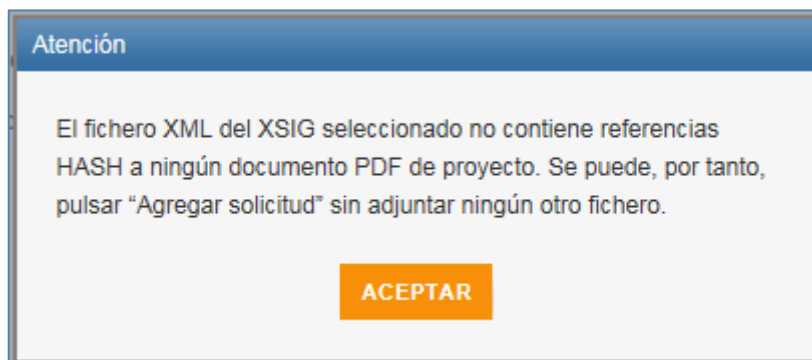 Atención
El fichero XML del XSIG seleccionado no contiene referencias
HASH a ningún documento PDF de proyecto. Se puede, por tanto,
pulsar “Agregar solicitud” sin adjuntar ningún otro fichero.
ACEPTAR